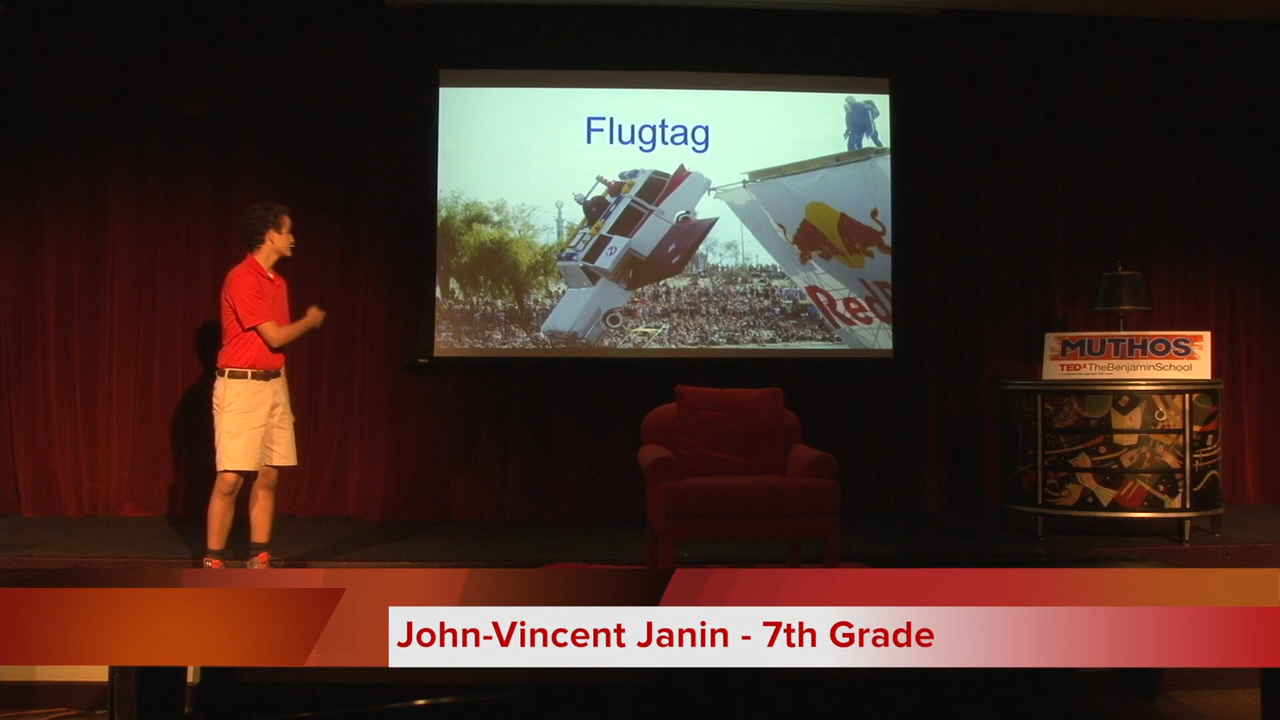 Flugtag
Red
MUTHOS
TEDxTheBenjaminSchool
John-Vincent Janin - 7th Grade